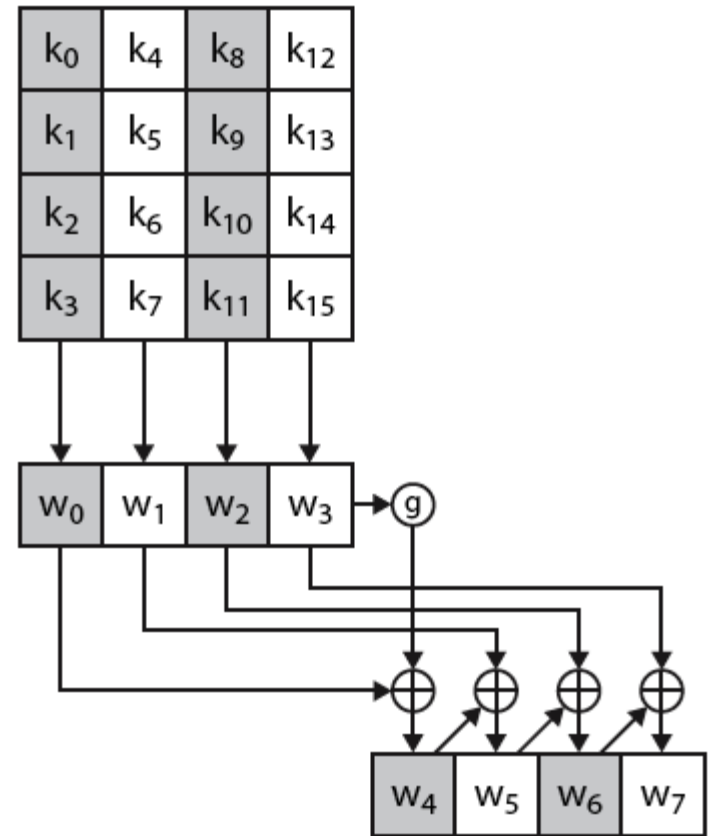 k₀ k₄ k₈ k₁₂
k₁ k₅ k₉ k₁₃
k₂ k₆ k₁₀ k₁₄
k₃ k₇ k₁₁ k₁₅
w₀ w₁ w₂ w₃ g
w₄ w₅ w₆ w₇